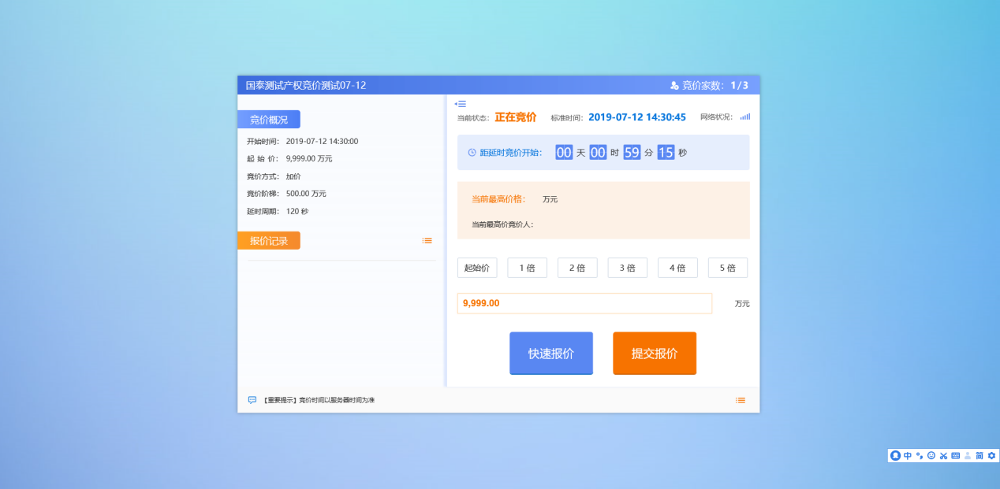 国泰测试产权竞价测试07-12
竞价家数： 1 / 3
竞价概况
开始时间： 2019-07-12 14:30:00
起 始 价： 9,999.00 万元
竞价方式： 加价
竞价阶梯： 500.00 万元
延时周期： 120 秒
报价记录
当前状态： 正在竞价 标准时间： 2019-07-12 14:30:45 网络状况：
距延时竞价开始： 00 天 00 时 59 分 15 秒
当前最高价格： 万元
当前最高价竞价人：
起始价 1 倍 2 倍 3 倍 4 倍 5 倍
9,999.00 万元
快速报价 提交报价
【重要提示】竞价时间以服务器时间为准
中 简